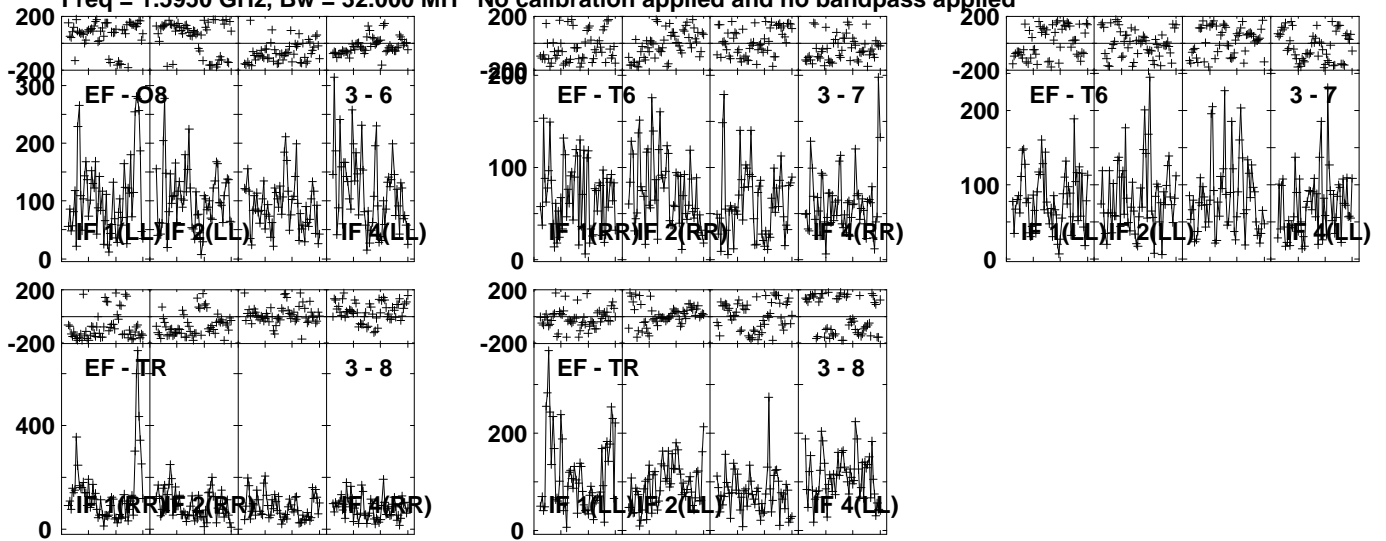 Freq = 1.5950 GHz, Bw = 32.000 MH No calibration applied and no bandpass applied
200
-200
300
200
100
0
EF - O8
3 - 6
IF 1(LL)
IF 2(LL)
IF 4(LL)
200
-200
200
100
0
EF - T6
3 - 7
IF 1(RR)
IF 2(RR)
IF 4(RR)
200
-200
200
100
0
EF - T6
3 - 7
IF 1(LL)
IF 2(LL)
IF 4(LL)
200
-200
400
0
EF - TR
3 - 8
IF 1(RR)
IF 2(RR)
IF 4(RR)
200
-200
200
0
EF - TR
3 - 8
IF 1(LL)
IF 2(LL)
IF 4(LL)